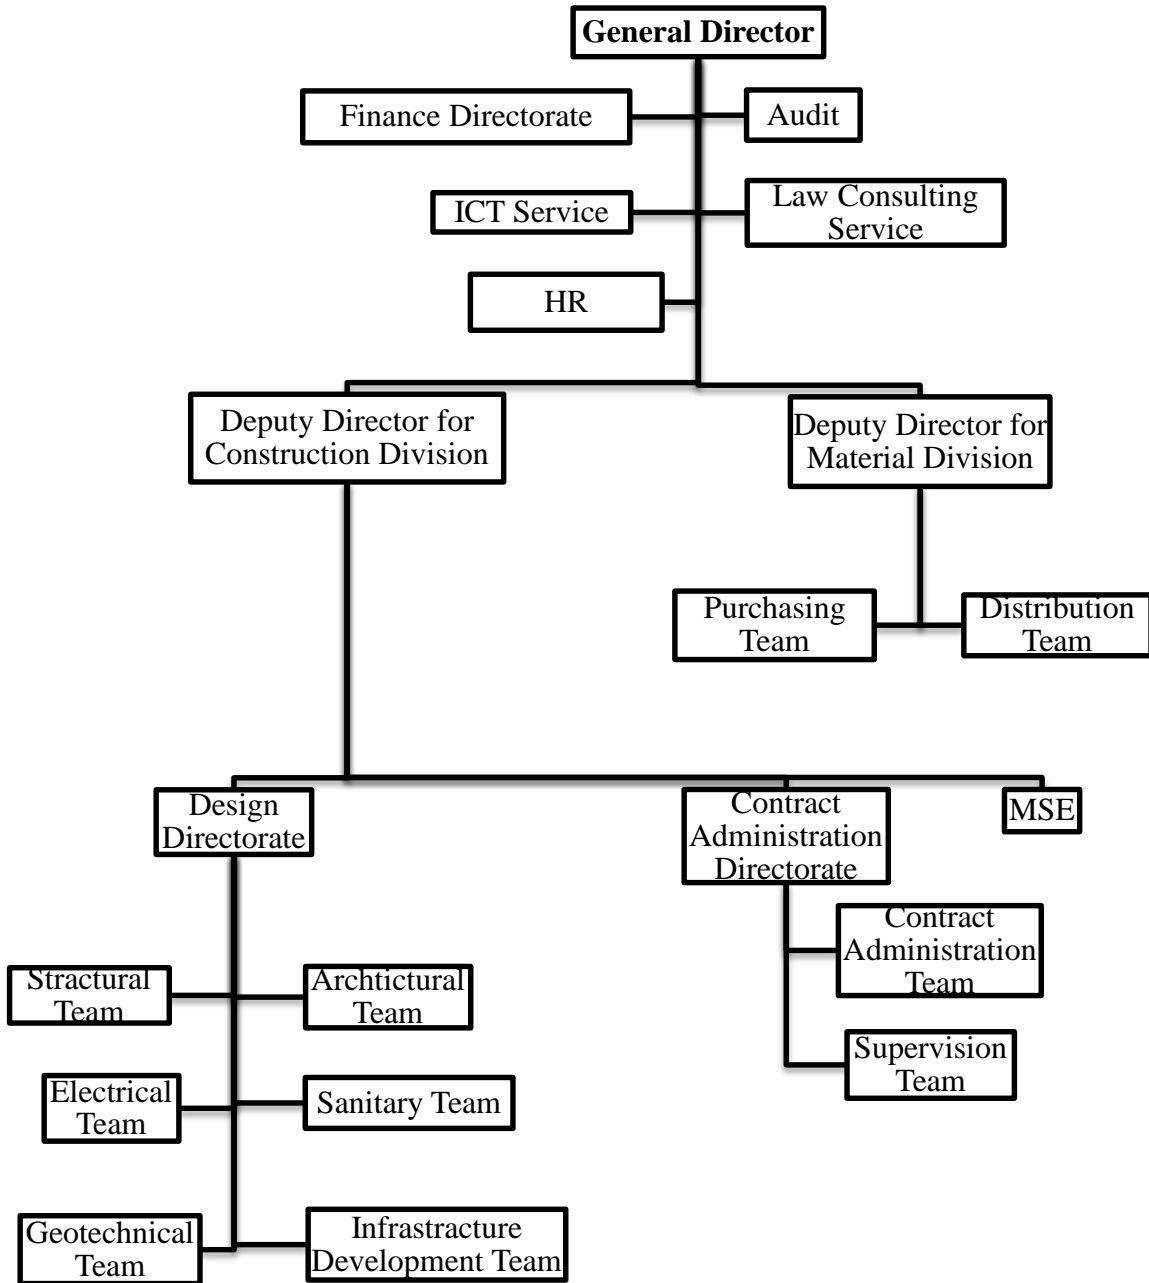 General Director
Finance Directorate
Audit
ICT Service
Law Consulting
Service
HR
Deputy Director for
Construction Division
Deputy Director for
Material Division
Purchasing
Team
Distribution
Team
Design
Directorate
Contract
Administration
Directorate
MSE
Contract
Administration
Team
Stractural
Team
Archtictural
Team
Supervision
Team
Electrical
Team
Sanitary Team
Geotechnical
Team
Infrastracture
Development Team